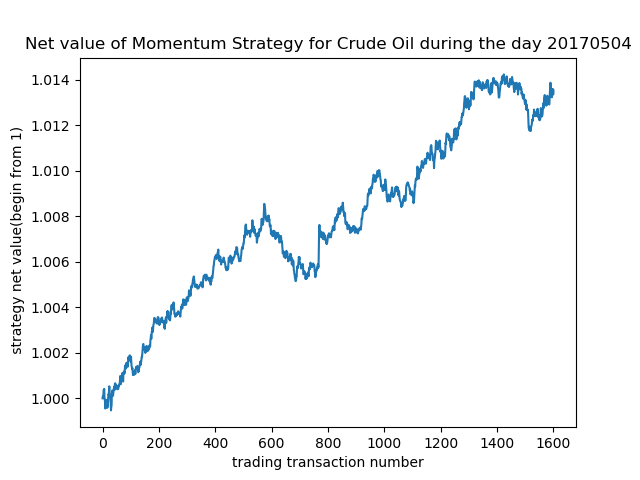 Net value of Momentum Strategy for Crude Oil during the day 20170504
1.014
1.012
1.010
1.008
1.006
1.004
1.002
1.000
strategy net value(begin from 1)
0 200 400 600 800 1000 1200 1400 1600
trading transaction number